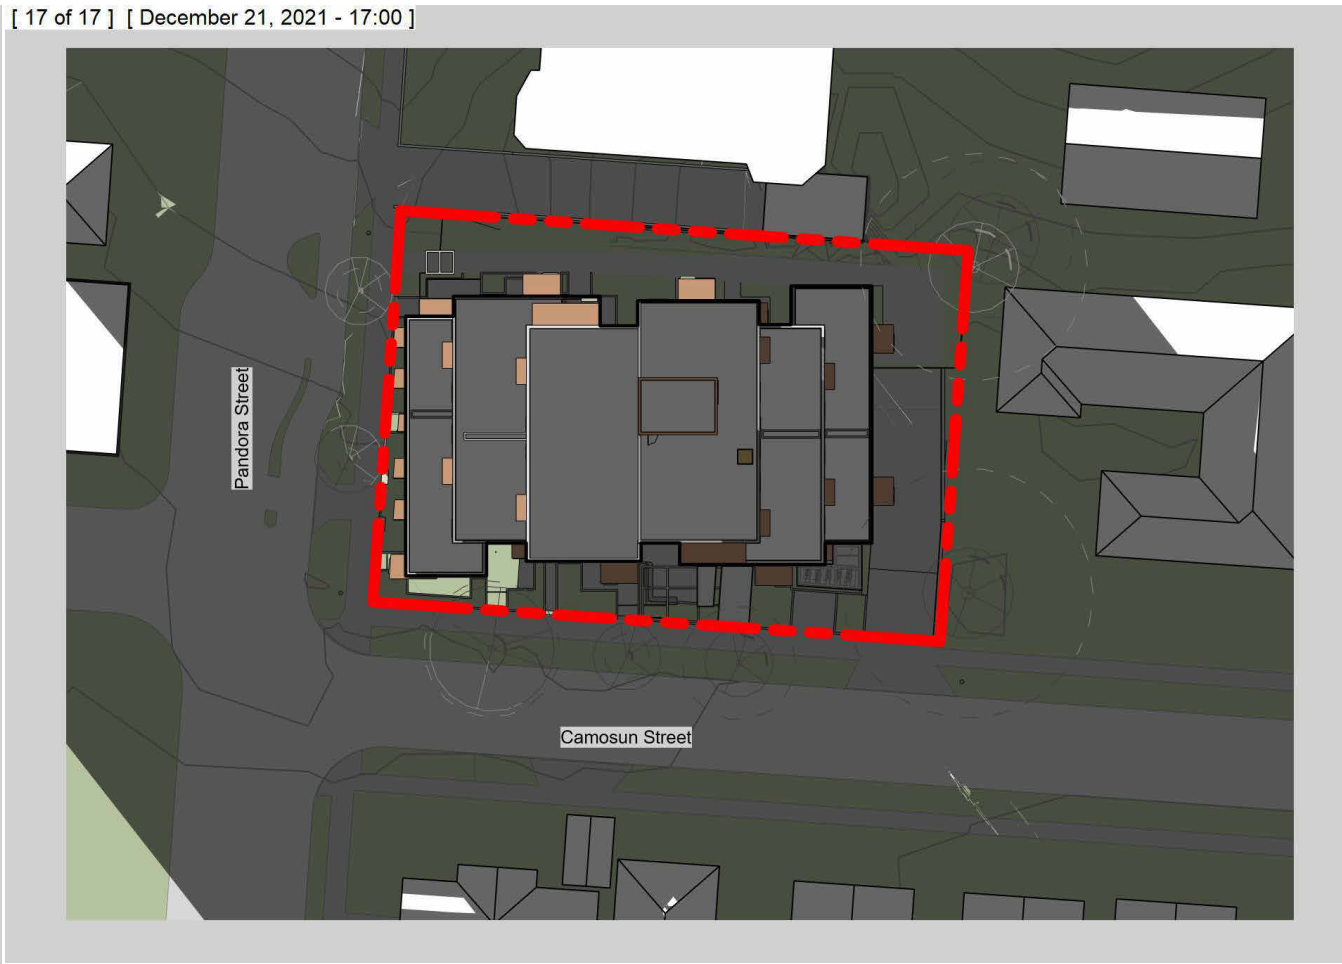 [ 17 of 17 ] [ December 21, 2021 - 17:00 ]
Pandora Street
Camosun Street